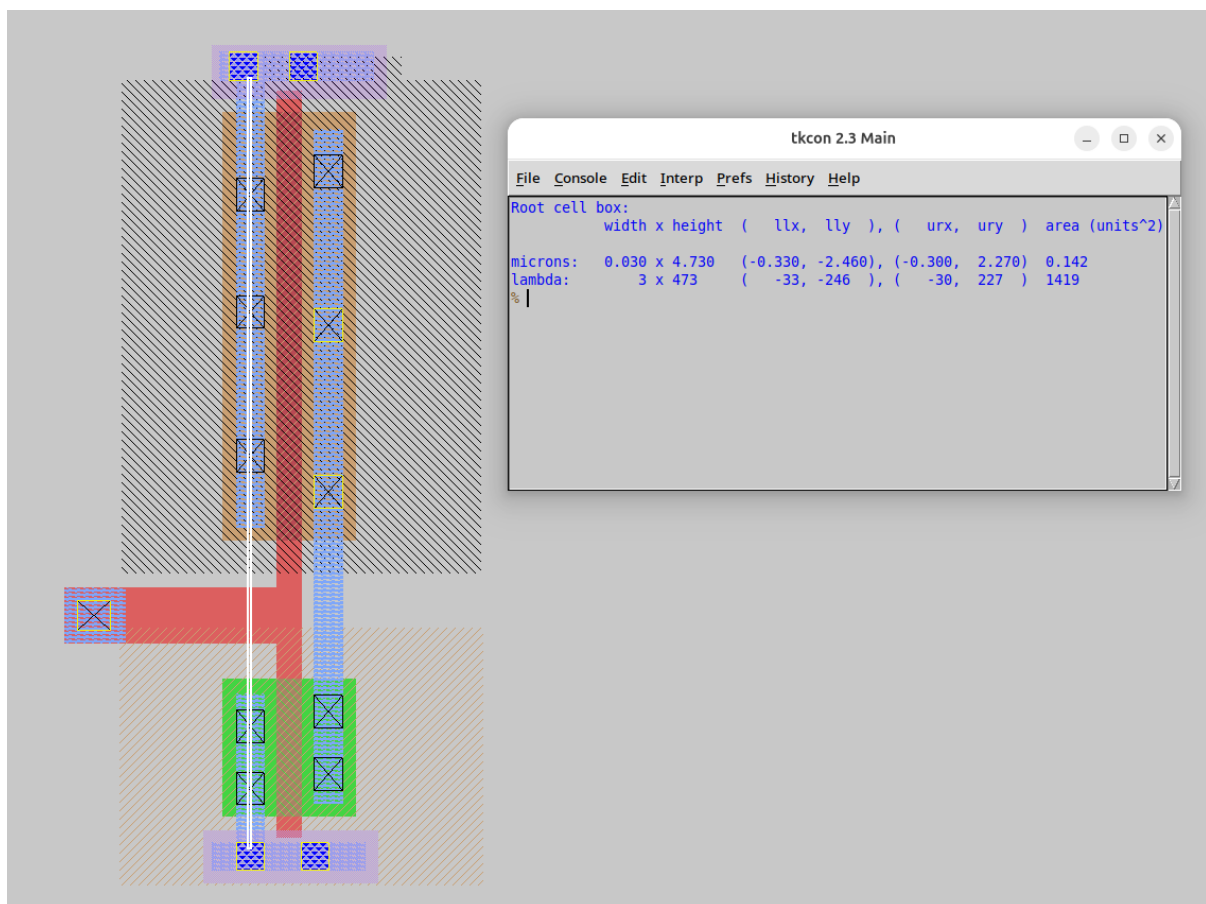 tkcon 2.3 Main
File Console Edit Interp Prefs History Help
Root cell box:
width x height ( llx, lly ), ( urx, ury ) area (units^2)
microns: 0.030 x 4.730 (-0.330, -2.460), (-0.300, 2.270) 0.142
lambda: 3 x 473 ( -33, -246 ), ( -30, 227 ) 1419
%